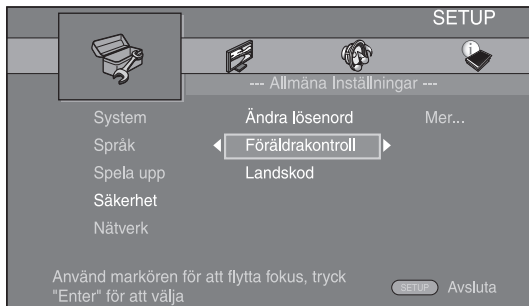 SETUP
--- Allmäna Inställningar ---
System
Ändra lösenord
Mer...
Språk
Föräldrakontroll
Spela upp
Landskod
Säkerhet
Nätverk
Använd markören för att flytta fokus, tryck
"Enter" för att välja
SETUP Avsluta